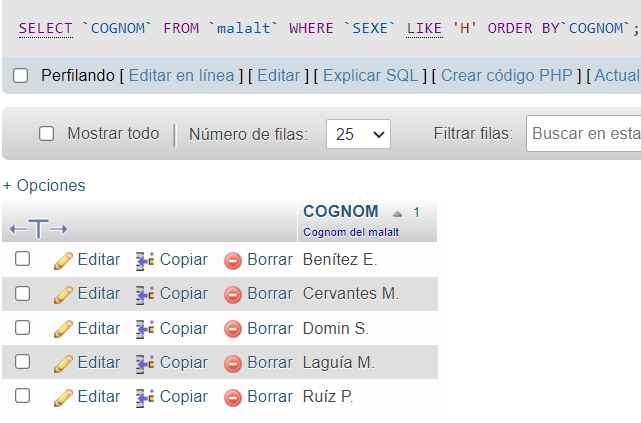 SELECT `COGNOM` FROM `malalt` WHERE `SEXE` LIKE 'H' ORDER BY`COGNOM`;
Perfilando [ Editar en línea ] [ Editar ] [ Explicar SQL ] [ Crear código PHP ] [ Actual
Mostrar todo | Número de filas: 25 Filtrar filas: Buscar en esta
+ Opciones
←T→ COGNOM 1
Cognom del malalt
Editar Copiar Borrar Benítez E.
Editar Copiar Borrar Cervantes M.
Editar Copiar Borrar Domin S.
Editar Copiar Borrar Laguía M.
Editar Copiar Borrar Ruíz P.